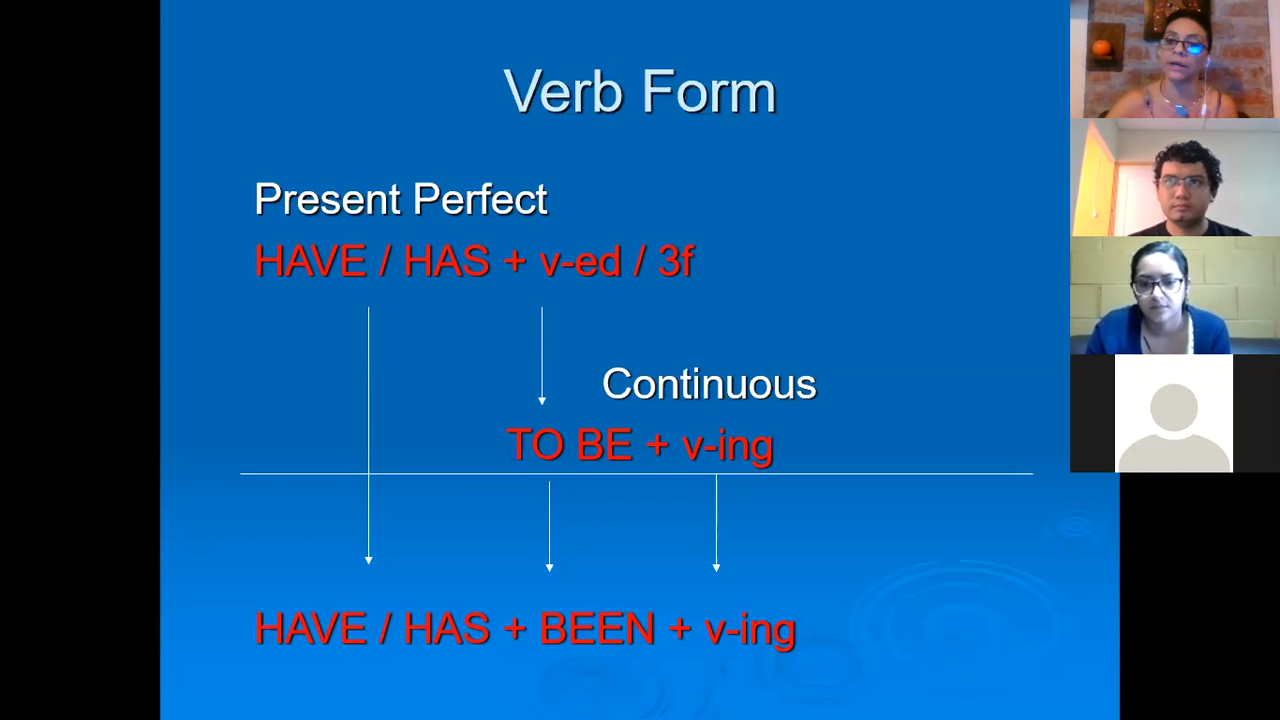 Verb Form
Present Perfect
HAVE / HAS + v-ed / 3f
Continuous
TO BE + v-ing
HAVE / HAS + BEEN + v-ing